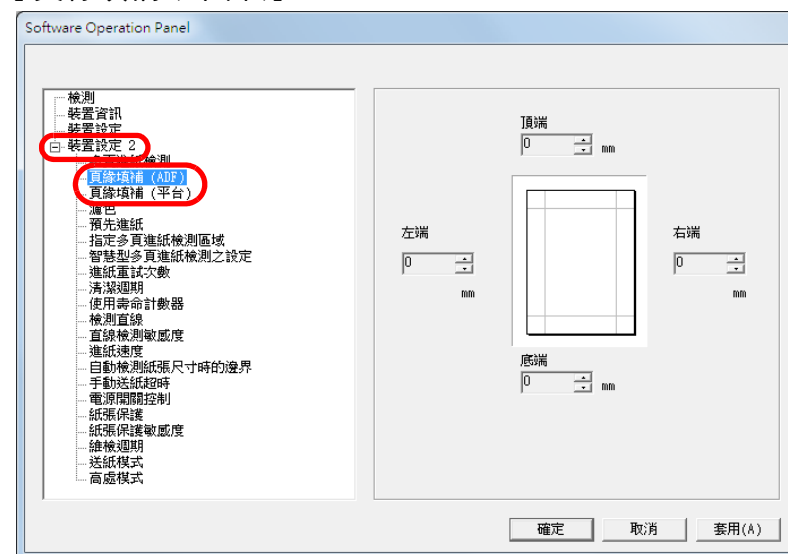 Software Operation Panel
檢測
裝置資訊
裝置設定
裝置設定 2
多頁進紙檢測
頁緣填補 (ADF)
頁緣填補 (平台)
濾色
預先進紙
指定多頁進紙檢測區域
智慧型多頁進紙檢測之設定
進紙重試次數
清潔週期
使用壽命計數器
檢測直線
直線檢測敏感度
進紙速度
自動檢測紙張尺寸時的邊界
手動送紙超時
電源開關控制
紙張保護
紙張保護敏感度
維檢週期
送紙模式
高處模式
頂端
0 mm
左端
0
mm
右端
0
mm
底端
0 mm
確定 取消 套用(A)